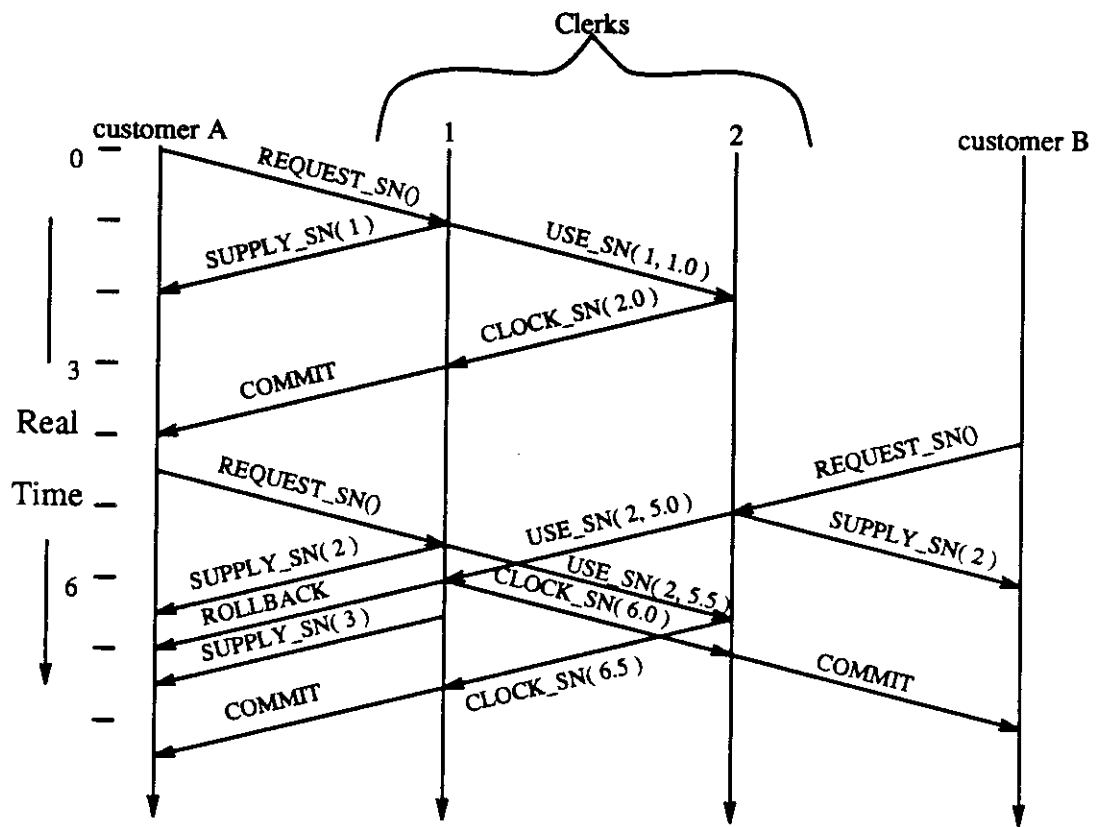 Clerks
customer A
1
2
customer B
0
REQUEST_SN()
SUPPLY_SN( 1 )
USE_SN( 1, 1.0 )
CLOCK_SN( 2.0 )
3
COMMIT
Real
REQUEST_SN()
REQUEST_SN()
Time
USE_SN( 2, 5.0 )
SUPPLY_SN( 2 )
SUPPLY_SN( 2 )
USE_SN( 2, 5.5 )
6
CLOCK_SN( 6.0 )
ROLLBACK
SUPPLY_SN( 3 )
COMMIT
CLOCK_SN( 6.5 )
COMMIT